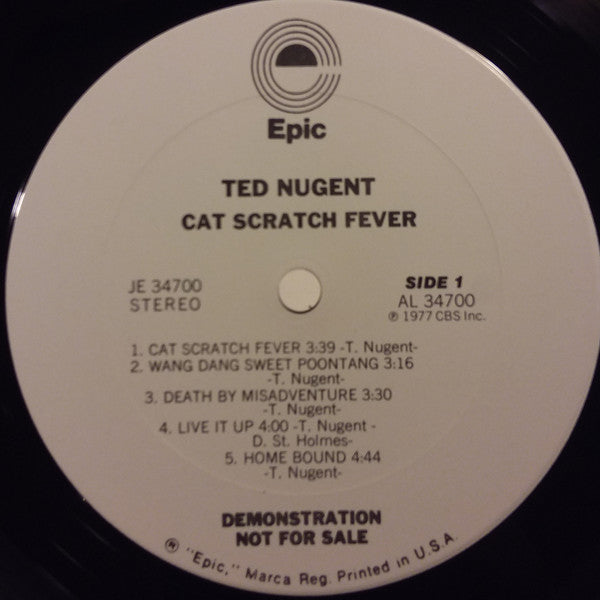 Epic
TED NUGENT
CAT SCRATCH FEVER
JE 34700
STEREO
SIDE 1
AL 34700
℗ 1977 CBS Inc.
1. CAT SCRATCH FEVER 3:39 -T. Nugent-
2. WANG DANG SWEET POONTANG 3:16
-T. Nugent-
3. DEATH BY MISADVENTURE 3:30
-T. Nugent-
4. LIVE IT UP 4:00 -T. Nugent -
D. St. Holmes-
5. HOME BOUND 4:44
-T. Nugent-
DEMONSTRATION
NOT FOR SALE
® "Epic," Marca Reg. Printed in U.S.A.